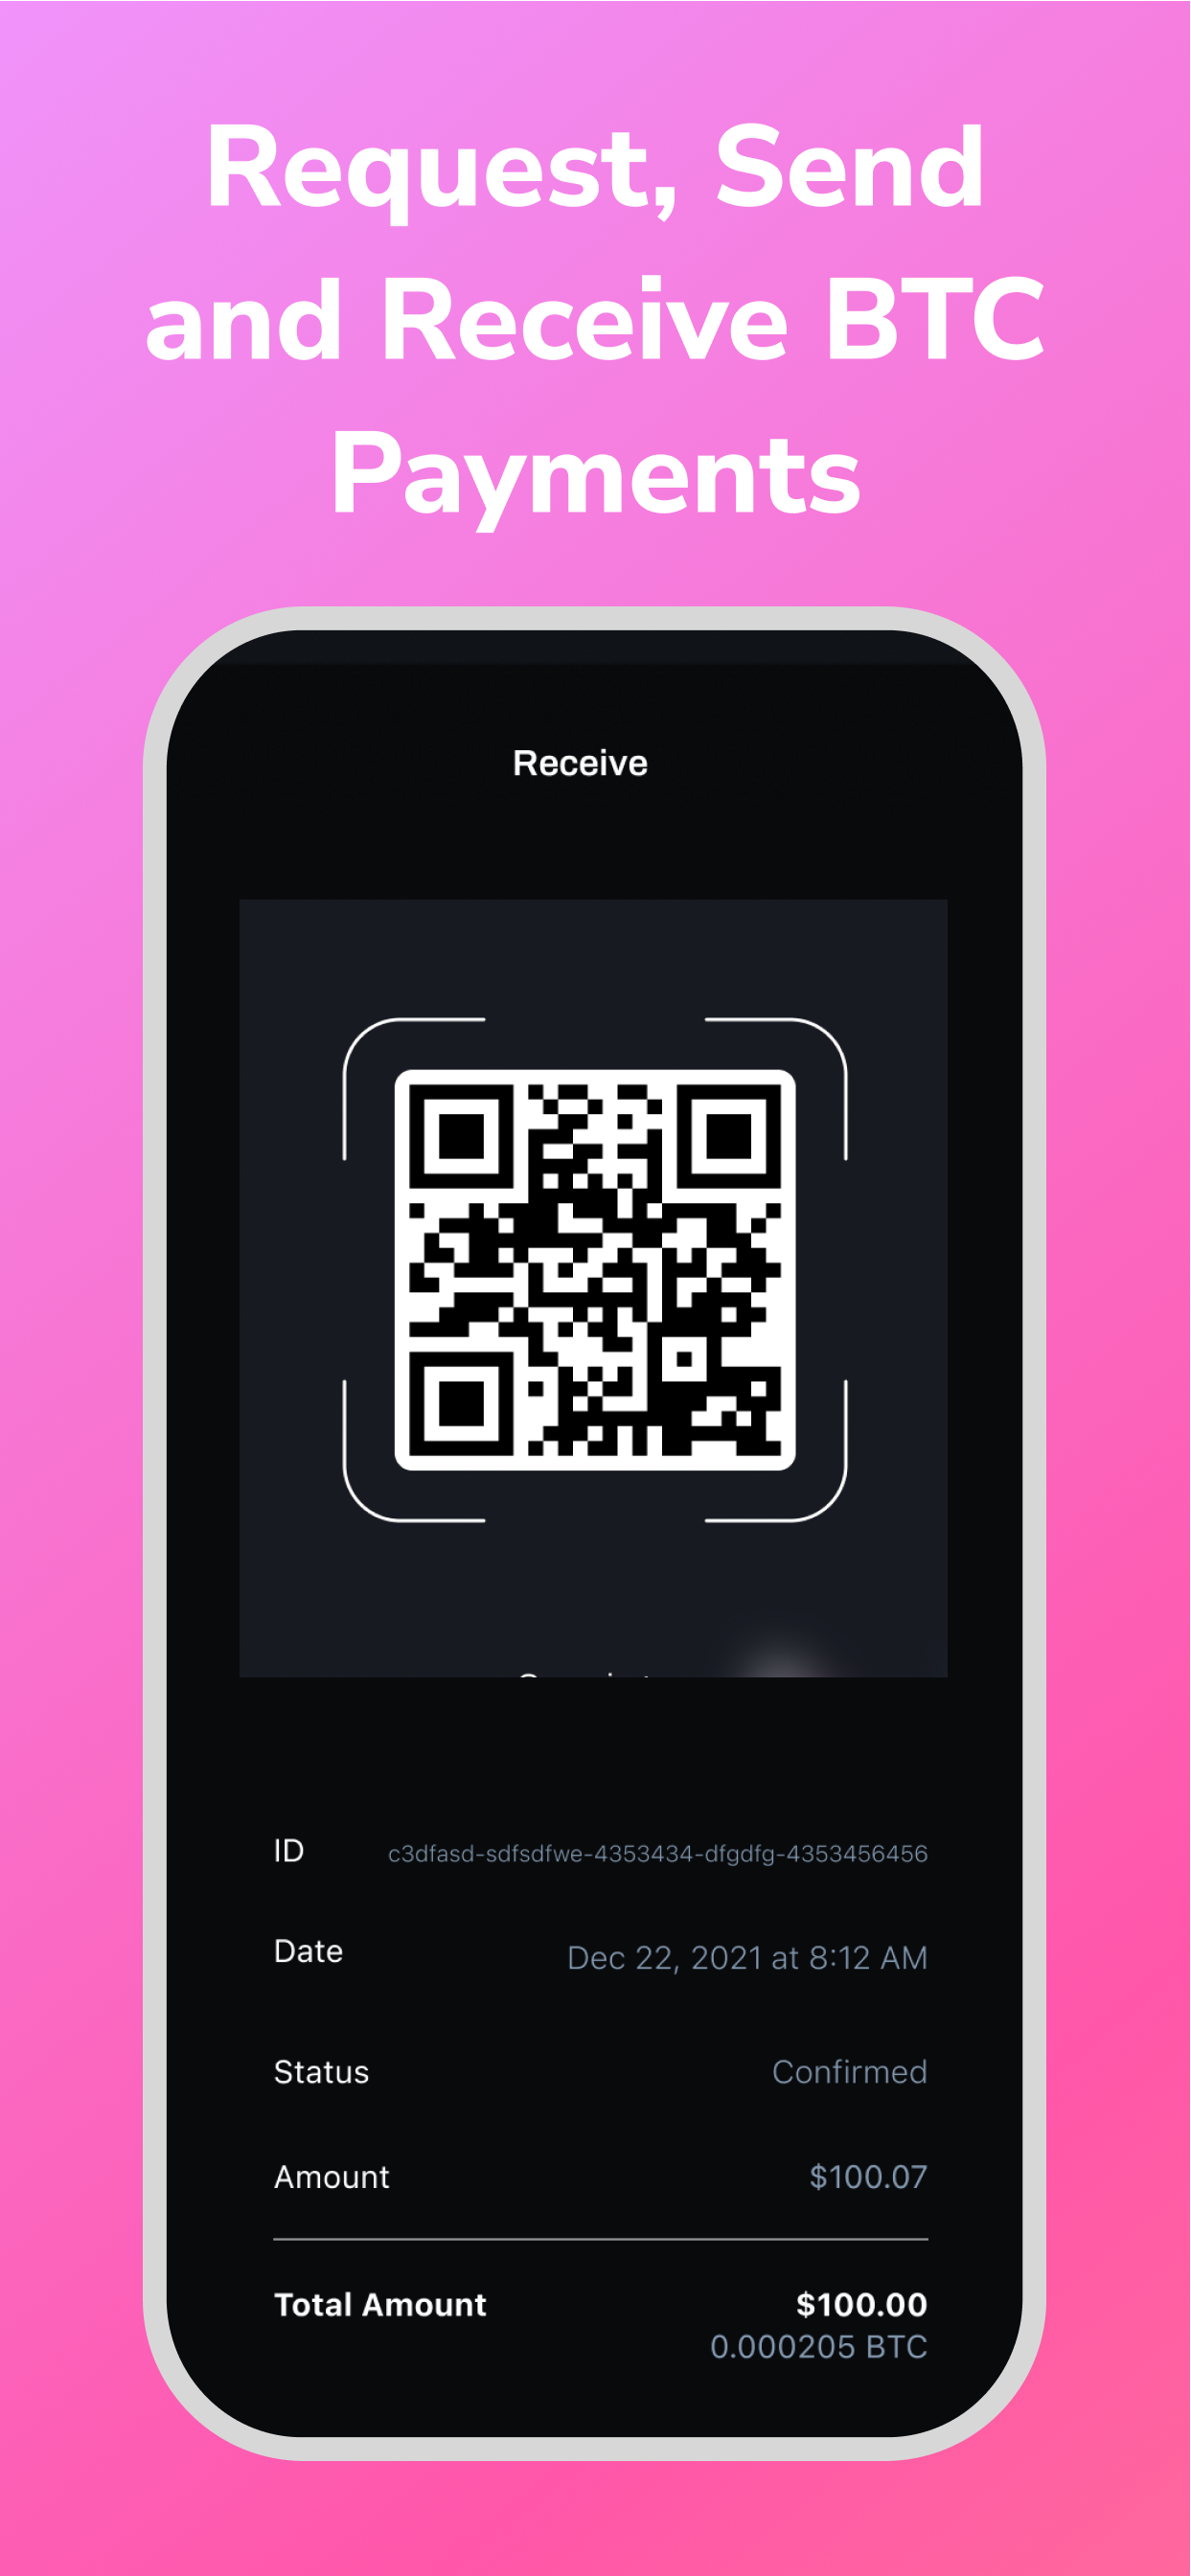 Request, Send
and Receive BTC
Payments
Receive
ID c3dfasd-sdfsdfwe-4353434-dfgdfg-4353456456
Date Dec 22, 2021 at 8:12 AM
Status Confirmed
Amount $100.07
Total Amount $100.00
0.000205 BTC